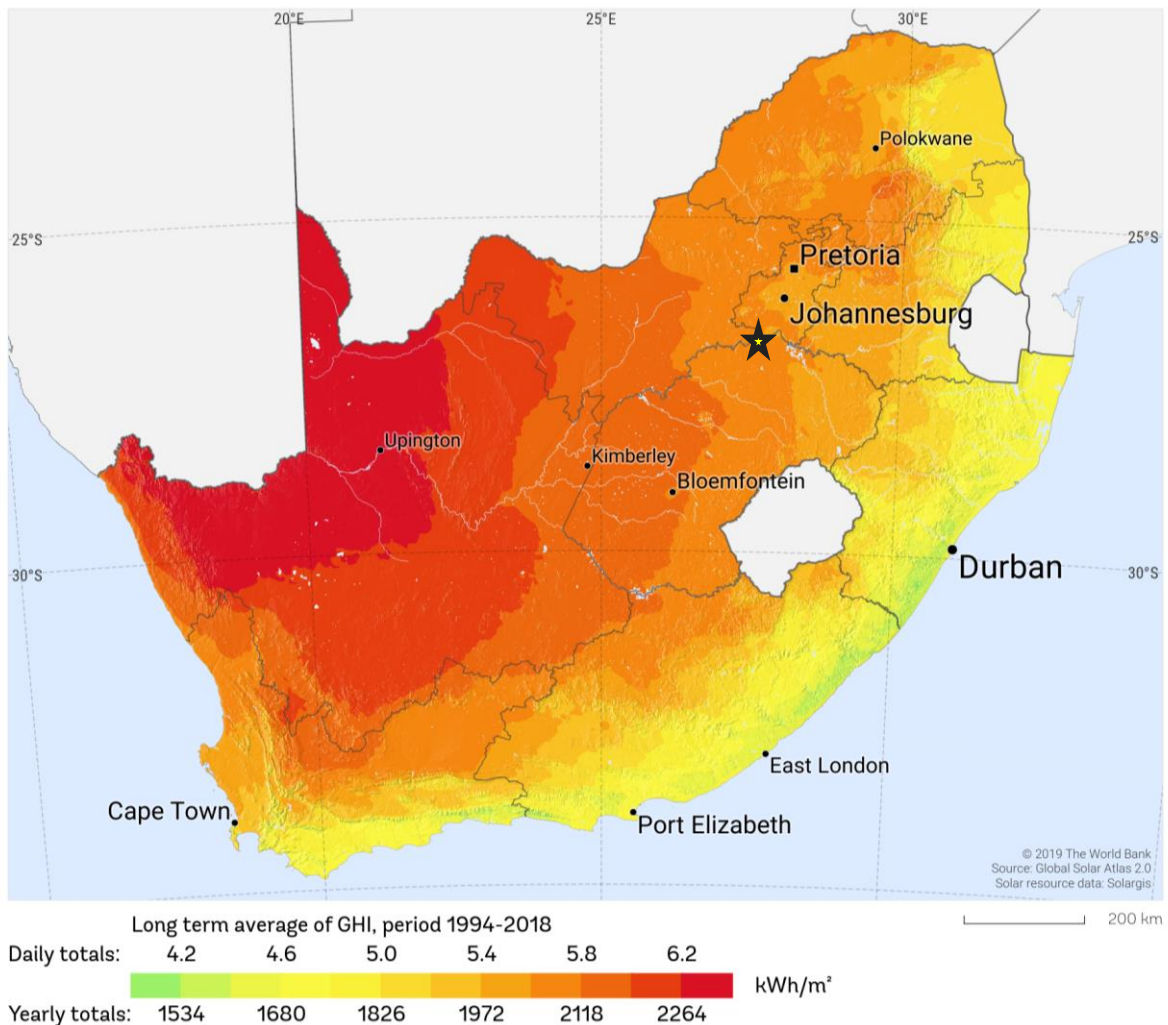 20°E 25°E 30°E
Polokwane
25°S 25°S
Pretoria
Johannesburg
Upington
Kimberley
Bloemfontein
Durban
30°S 30°S
East London
Cape Town
Port Elizabeth
© 2019 The World Bank
Source: Global Solar Atlas 2.0
Solar resource data: Solargis
Long term average of GHI, period 1994-2018
200 km
Daily totals: 4.2 4.6 5.0 5.4 5.8 6.2
kWh/m²
Yearly totals: 1534 1680 1826 1972 2118 2264